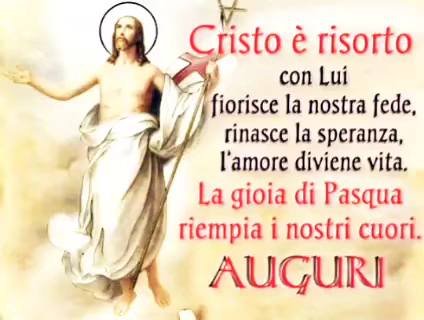 Cristo è risorto
con Lui
fiorisce la nostra fede,
rinasce la speranza,
l'amore diviene vita.
La gioia di Pasqua
riempia i nostri cuori.
AUGURI